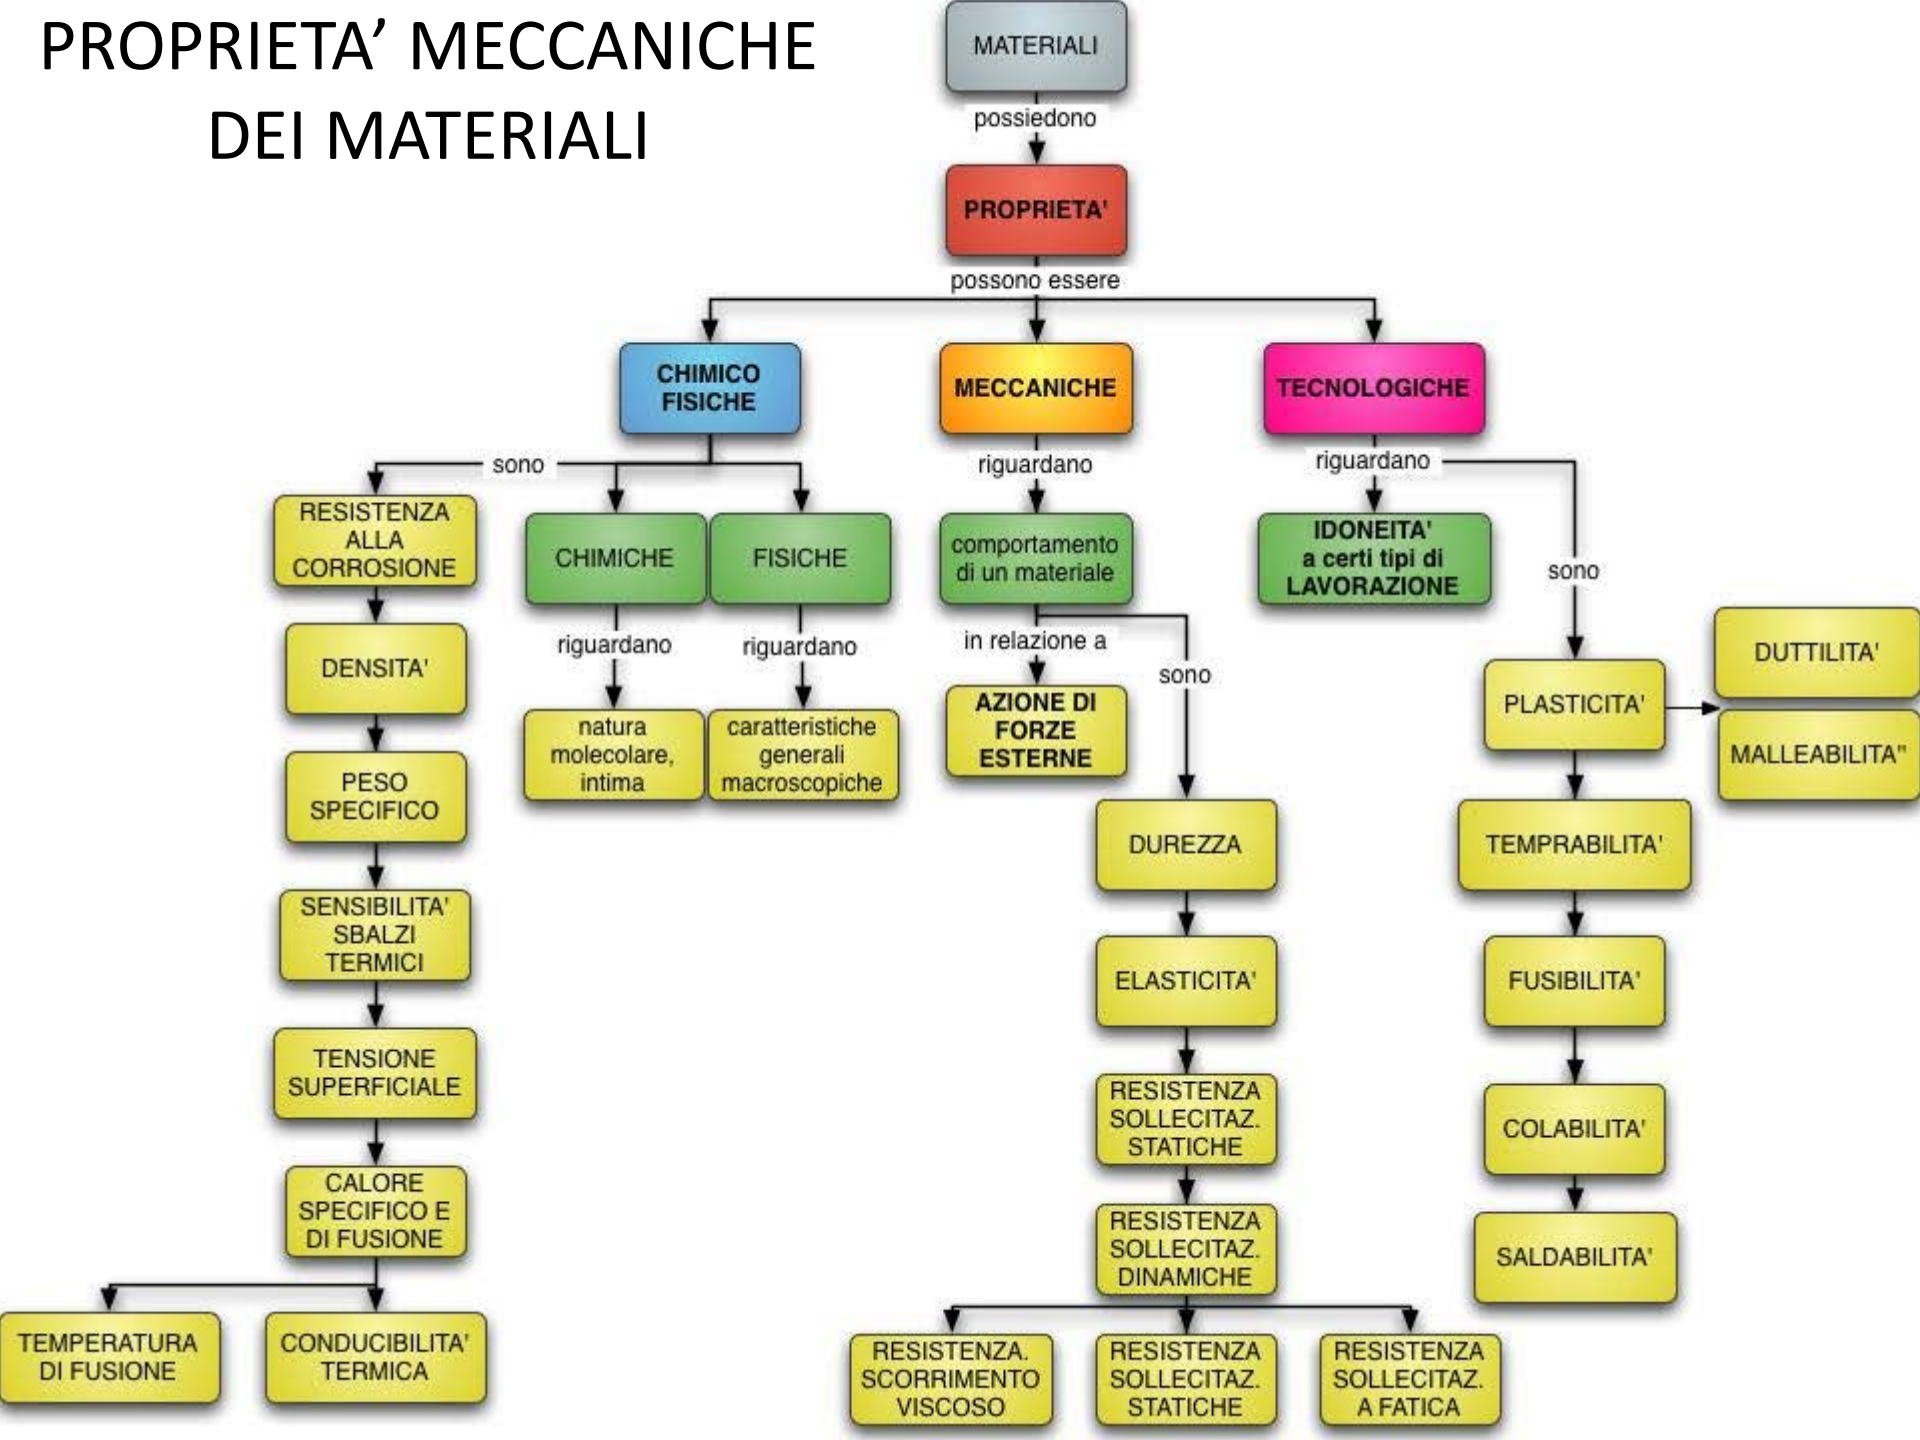 PROPRIETA’ MECCANICHE
DEI MATERIALI
MATERIALI
possiedono
PROPRIETA'
possono essere
CHIMICO
FISICHE
MECCANICHE
TECNOLOGICHE
sono
riguardano
riguardano
RESISTENZA
ALLA
CORROSIONE
CHIMICHE
FISICHE
comportamento
di un materiale
IDONEITA'
a certi tipi di
LAVORAZIONE
sono
riguardano
riguardano
in relazione a
sono
DENSITA'
natura
molecolare,
intima
caratteristiche
generali
macroscopiche
AZIONE DI
FORZE
ESTERNE
PLASTICITA'
DUTTILITA'
MALLEABILITA"
PESO
SPECIFICO
DUREZZA
TEMPRABILITA'
SENSIBILITA'
SBALZI
TERMICI
ELASTICITA'
FUSIBILITA'
TENSIONE
SUPERFICIALE
RESISTENZA
SOLLECITAZ.
STATICHE
COLABILITA'
CALORE
SPECIFICO E
DI FUSIONE
RESISTENZA
SOLLECITAZ.
DINAMICHE
SALDABILITA'
TEMPERATURA
DI FUSIONE
CONDUCIBILITA'
TERMICA
RESISTENZA.
SCORRIMENTO
VISCOSO
RESISTENZA
SOLLECITAZ.
STATICHE
RESISTENZA
SOLLECITAZ.
A FATICA